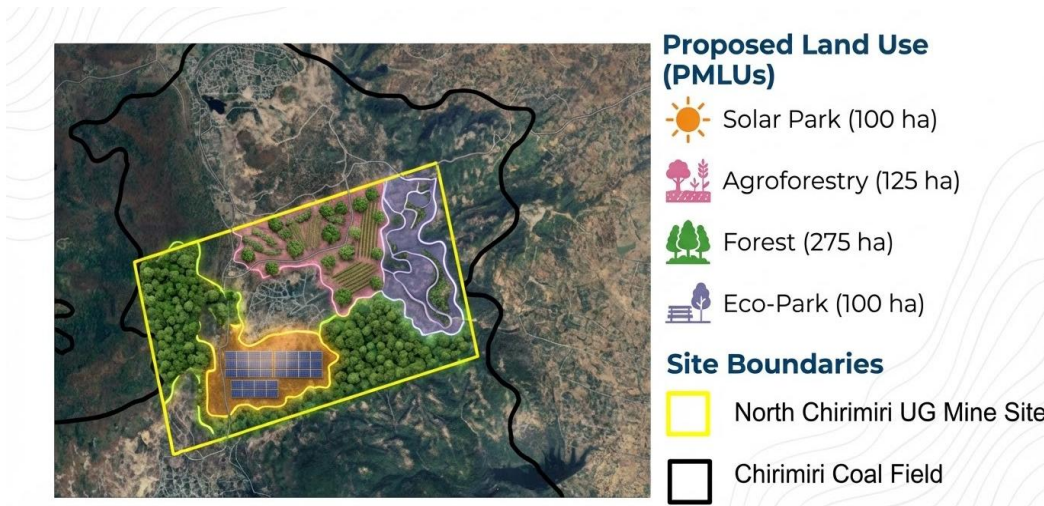 Proposed Land Use
(PMLUs)
Solar Park (100 ha)
Agroforestry (125 ha)
Forest (275 ha)
Eco-Park (100 ha)
Site Boundaries
North Chirimiri UG Mine Site
Chirimiri Coal Field